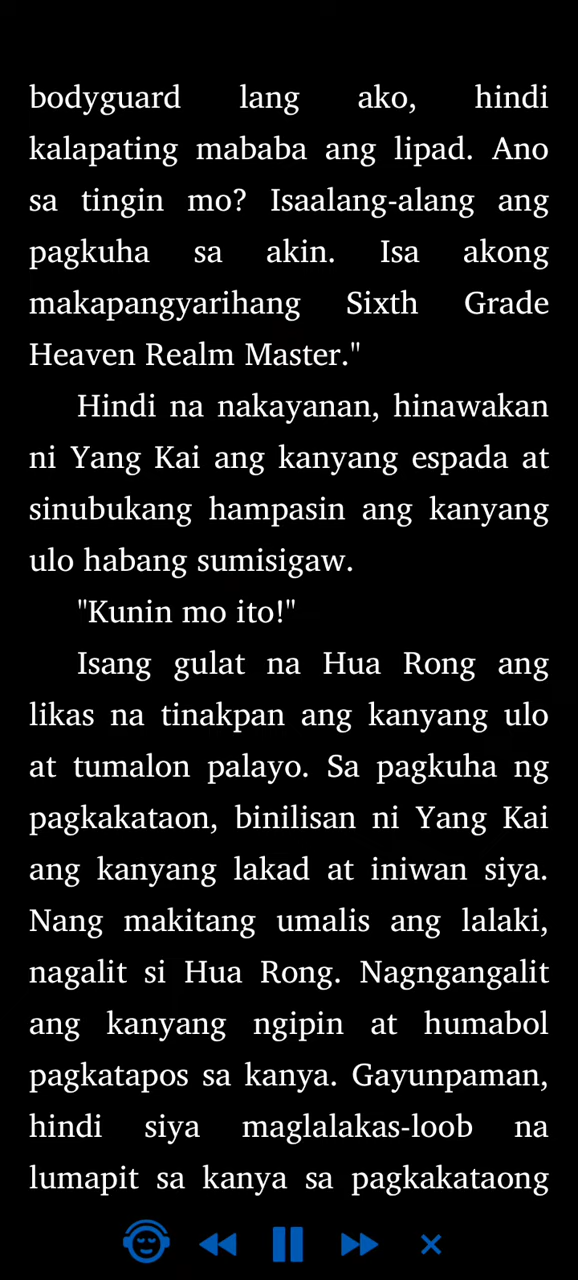 bodyguard lang ako, hindi
kalapating mababa ang lipad. Ano
sa tingin mo? Isaalang-alang ang
pagkuha sa akin. Isa akong
makapangyarihang Sixth Grade
Heaven Realm Master."
Hindi na nakayanan, hinawakan
ni Yang Kai ang kanyang espada at
sinubukang hampasin ang kanyang
ulo habang sumisigaw.
"Kunin mo ito!"
Isang gulat na Hua Rong ang
likas na tinakpan ang kanyang ulo
at tumalon palayo. Sa pagkuha ng
pagkakataon, binilisan ni Yang Kai
ang kanyang lakad at iniwan siya.
Nang makitang umalis ang lalaki,
nagalit si Hua Rong. Nagngangalit
ang kanyang ngipin at humabol
pagkatapos sa kanya. Gayunpaman,
hindi siya maglalakas-loob na
lumapit sa kanya sa pagkakataong